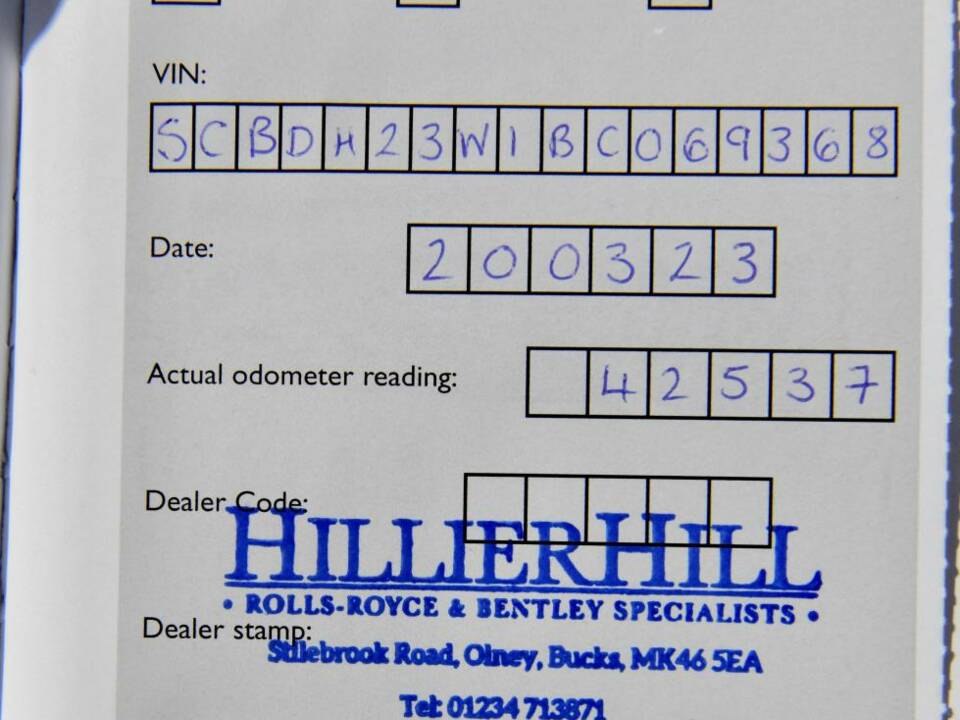 VIN:
SCBDH23W1BC069368
Date:
200323
Actual odometer reading:
42537
Dealer Code:
HILLIERHILL
• ROLLS-ROYCE & BENTLEY SPECIALISTS •
Dealer stamp:
Stilebrook Road, Olney, Bucks, MK46 5EA
Tel: 01234 713871